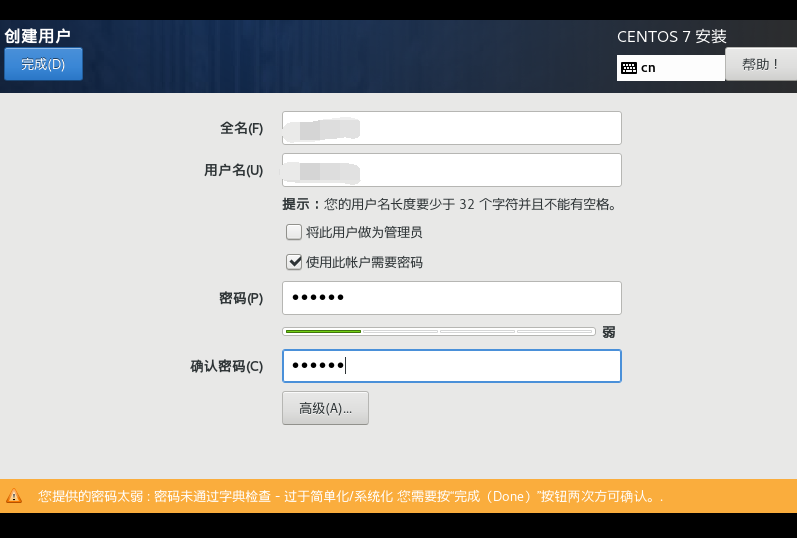 创建用户
CENTOS 7 安装
完成(D)
cn
帮助！
全名(F)
用户名(U)
提示：您的用户名长度要少于 32 个字符并且不能有空格。
将此用户做为管理员
使用此帐户需要密码
密码(P)
••••••
弱
确认密码(C)
••••••
高级(A)...
您提供的密码太弱 : 密码未通过字典检查 - 过于简单化/系统化 您需要按"完成（Done）"按钮两次方可确认。.